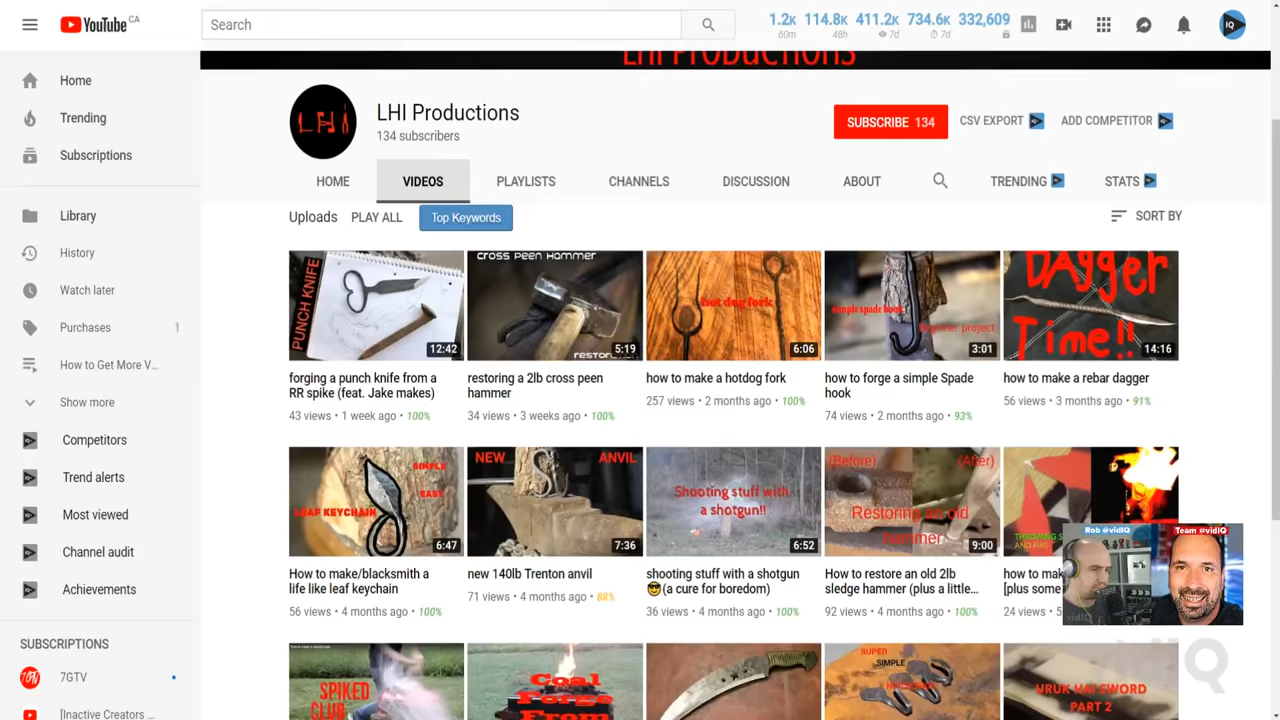 YouTube CA
Search
1.2K 114.8K 411.2K 734.6K 332,609
60m 48h 7d 7d
IQ
Home
Trending
Subscriptions
Library
History
Watch later
Purchases 1
How to Get More V...
Show more
Competitors
Trend alerts
Most viewed
Channel audit
Achievements
SUBSCRIPTIONS
7GTV
[Inactive Creators ...
LHI PRODUCTIONS
LHI
LHI Productions
134 subscribers
SUBSCRIBE 134
CSV EXPORT
ADD COMPETITOR
HOME VIDEOS PLAYLISTS CHANNELS DISCUSSION ABOUT TRENDING STATS
Uploads PLAY ALL Top Keywords SORT BY
PUNCH KNIFE
12:42
CROSS PEEN HAMMER
5:19
hot dog fork
6:06
simple spade hook
Beginner project
3:01
DAGGER
Time!!
14:16
forging a punch knife from a
RR spike (feat. Jake makes)
43 views • 1 week ago • 100%
restoring a 2lb cross peen
hammer
34 views • 3 weeks ago • 100%
how to make a hotdog fork
257 views • 2 months ago • 100%
how to forge a simple Spade
hook
74 views • 2 months ago • 93%
how to make a rebar dagger
56 views • 3 months ago • 91%
SIMPLE
EASY
LEAF KEYCHAIN
6:47
NEW ANVIL
7:36
Shooting stuff with
a shotgun!!
6:52
(Before) (After)
Restoring an old
hammer
9:00
AND FIRE
How to make/blacksmith a
life like leaf keychain
56 views • 4 months ago • 100%
new 140lb Trenton anvil
71 views • 4 months ago • 88%
shooting stuff with a shotgun
😎(a cure for boredom)
36 views • 4 months ago • 100%
How to restore an old 2lb
sledge hammer (plus a little...
92 views • 4 months ago • 100%
how to mak
[plus some
24 views • 5
Rob @vidIQ
Team @vidIQ
vidIQ
SPIKED
CLUB
Coal
Forge
From
SUPER
SIMPLE
URUK HAI SWORD
PART 2